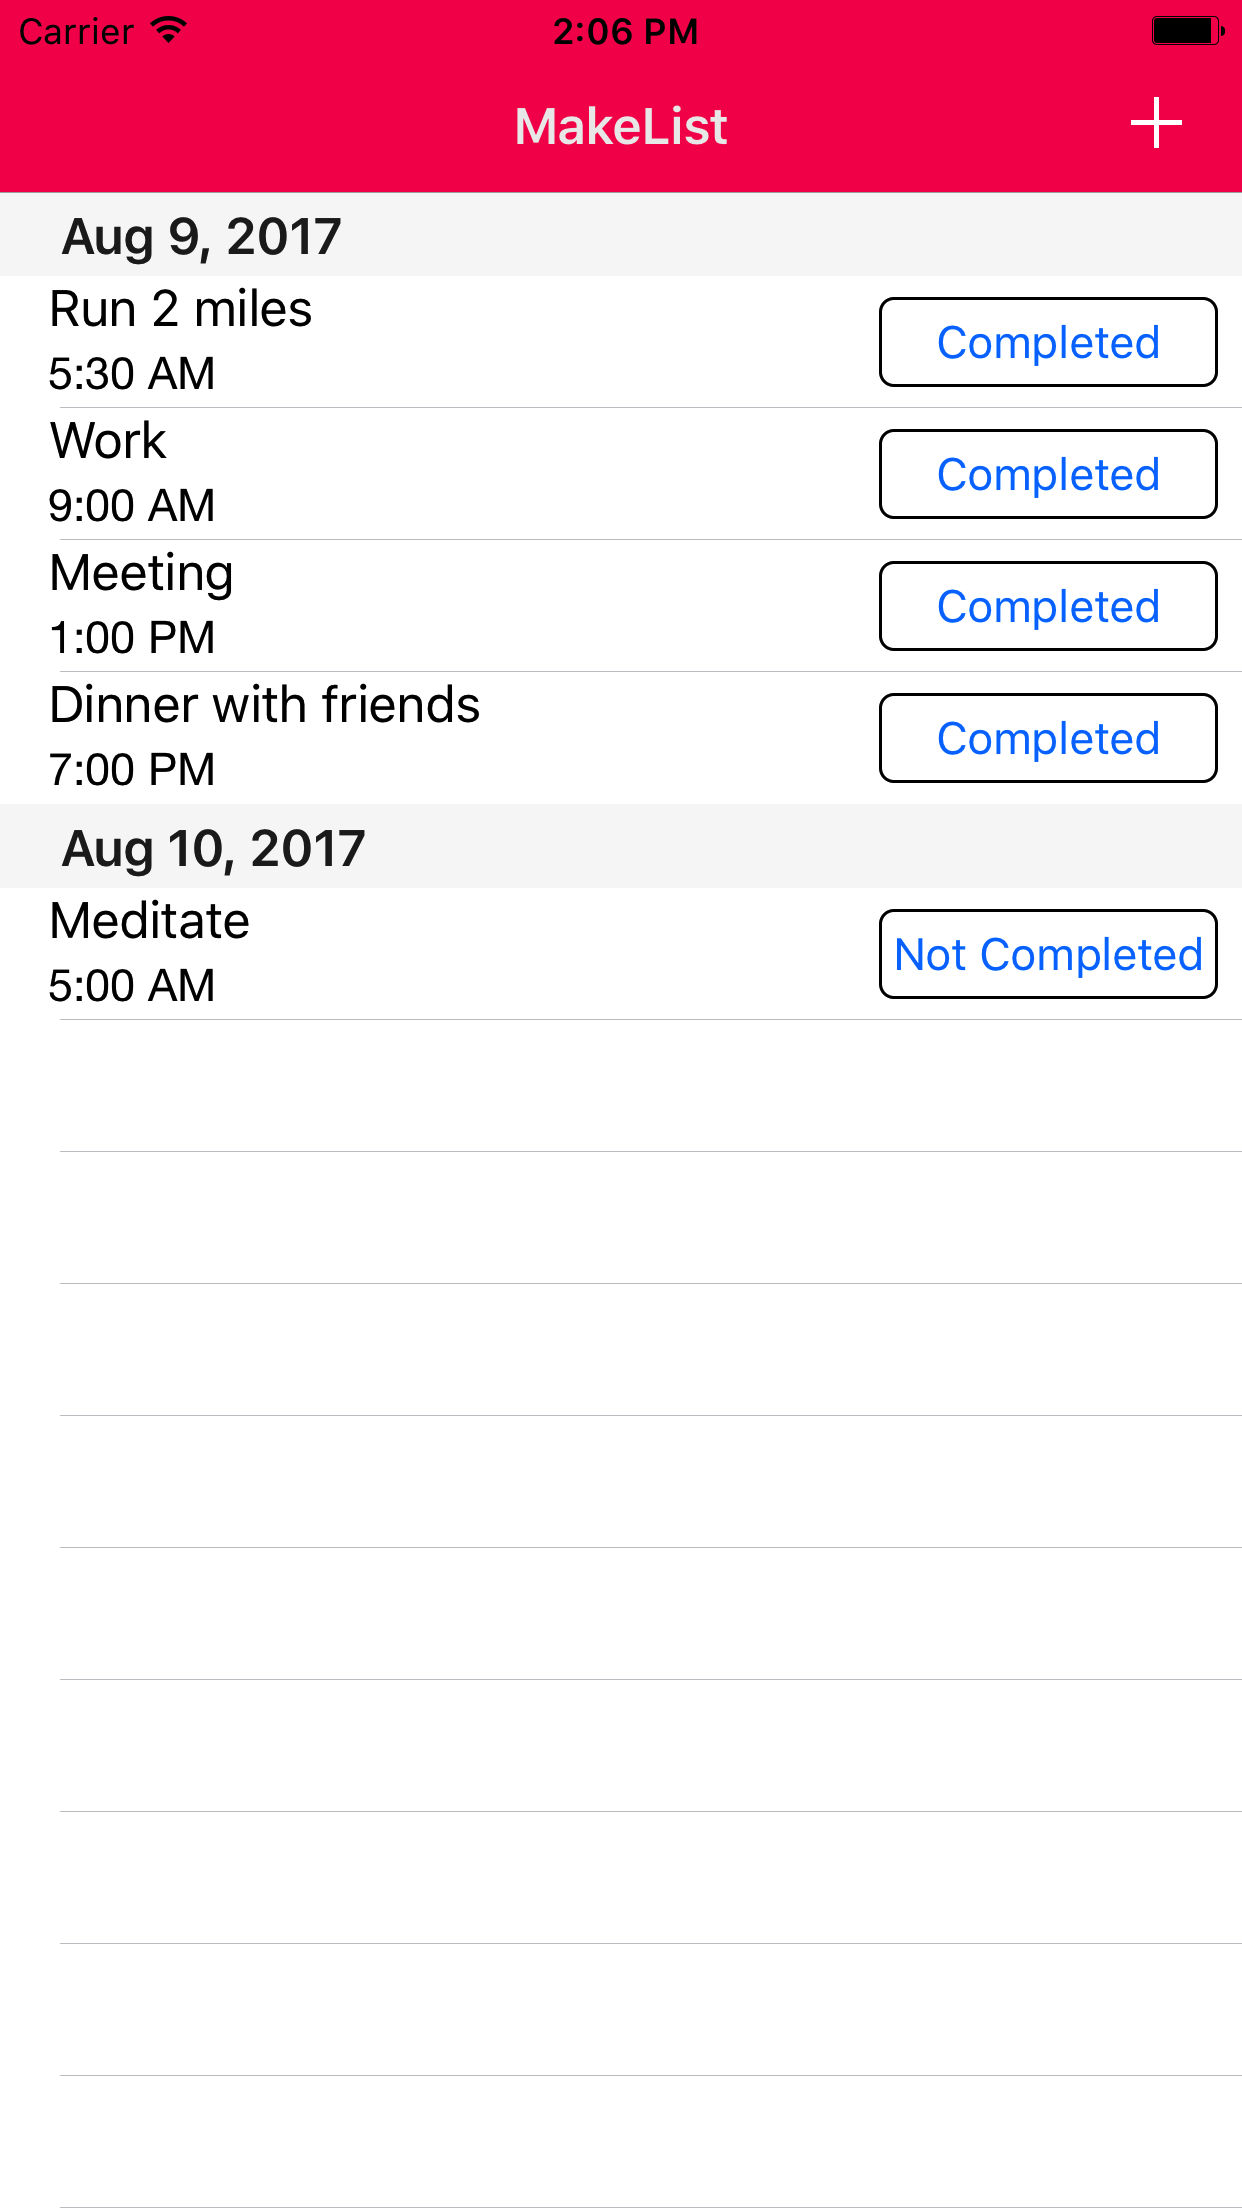 Carrier
2:06 PM
MakeList
Aug 9, 2017
Run 2 miles
5:30 AM
Completed
Work
9:00 AM
Completed
Meeting
1:00 PM
Completed
Dinner with friends
7:00 PM
Completed
Aug 10, 2017
Meditate
5:00 AM
Not Completed